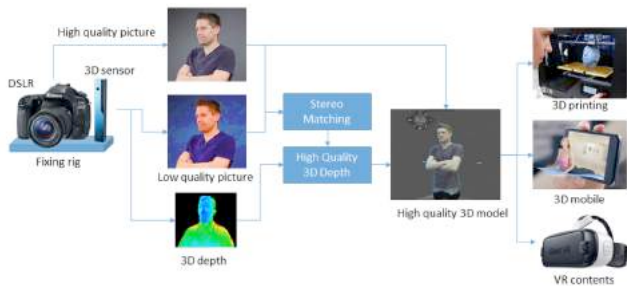 High quality picture
DSLR
3D sensor
Fixing rig
Low quality picture
3D depth
Stereo
Matching
High Quality
3D Depth
High quality 3D model
3D printing
3D mobile
VR contents